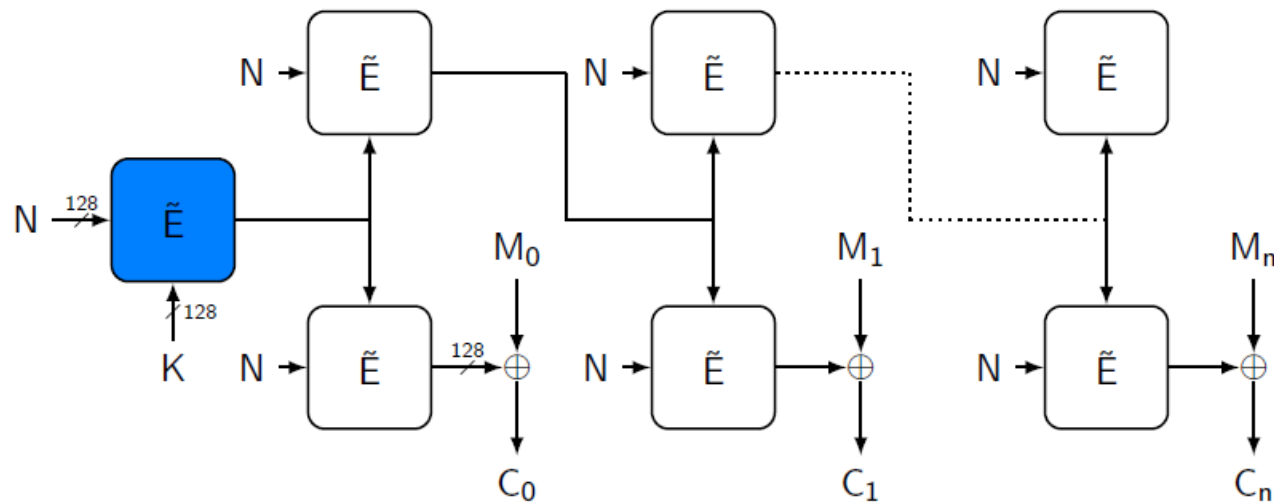 N Ẽ N Ẽ N Ẽ
N 128 Ẽ
M₀ M₁ Mₙ
128
K N Ẽ 128 ⊕ N Ẽ ⊕ N Ẽ ⊕
C₀ C₁ Cₙ